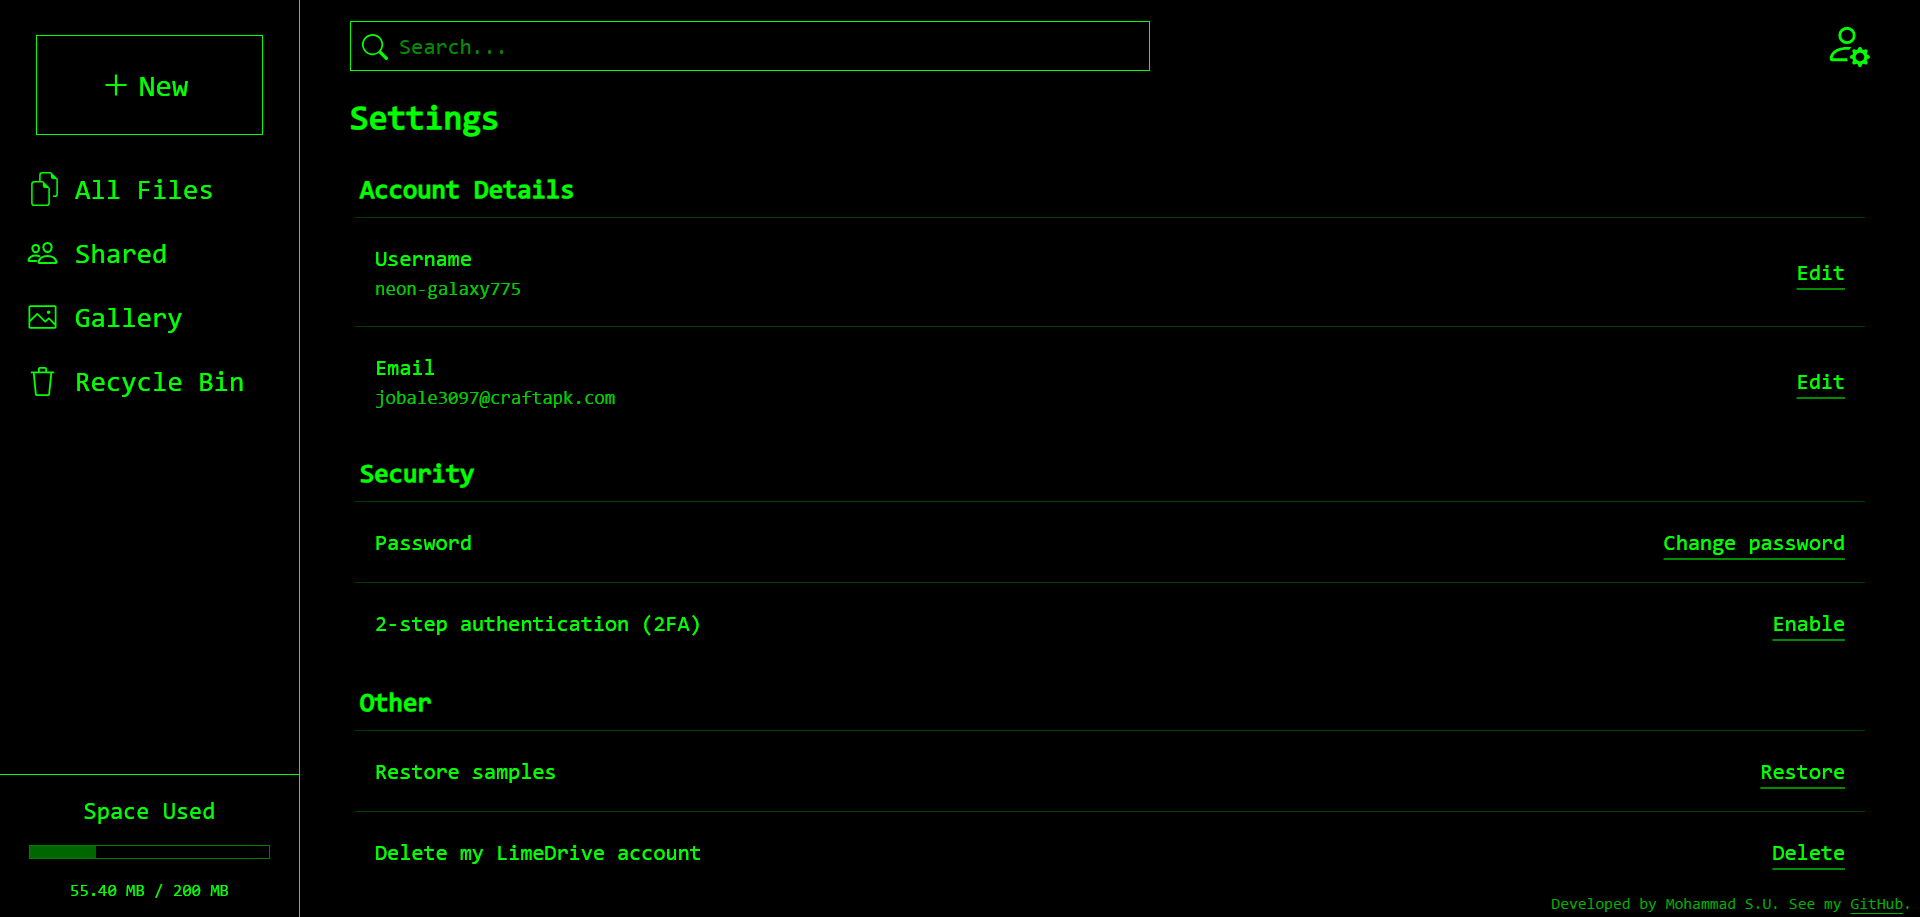 + New
All Files
Shared
Gallery
Recycle Bin
Space Used
55.40 MB / 200 MB
Search...
Settings
Account Details
Username
neon-galaxy775
Edit
Email
jobale3097@craftapk.com
Edit
Security
Password
Change password
2-step authentication (2FA)
Enable
Other
Restore samples
Restore
Delete my LimeDrive account
Delete
Developed by Mohammad S.U. See my GitHub.